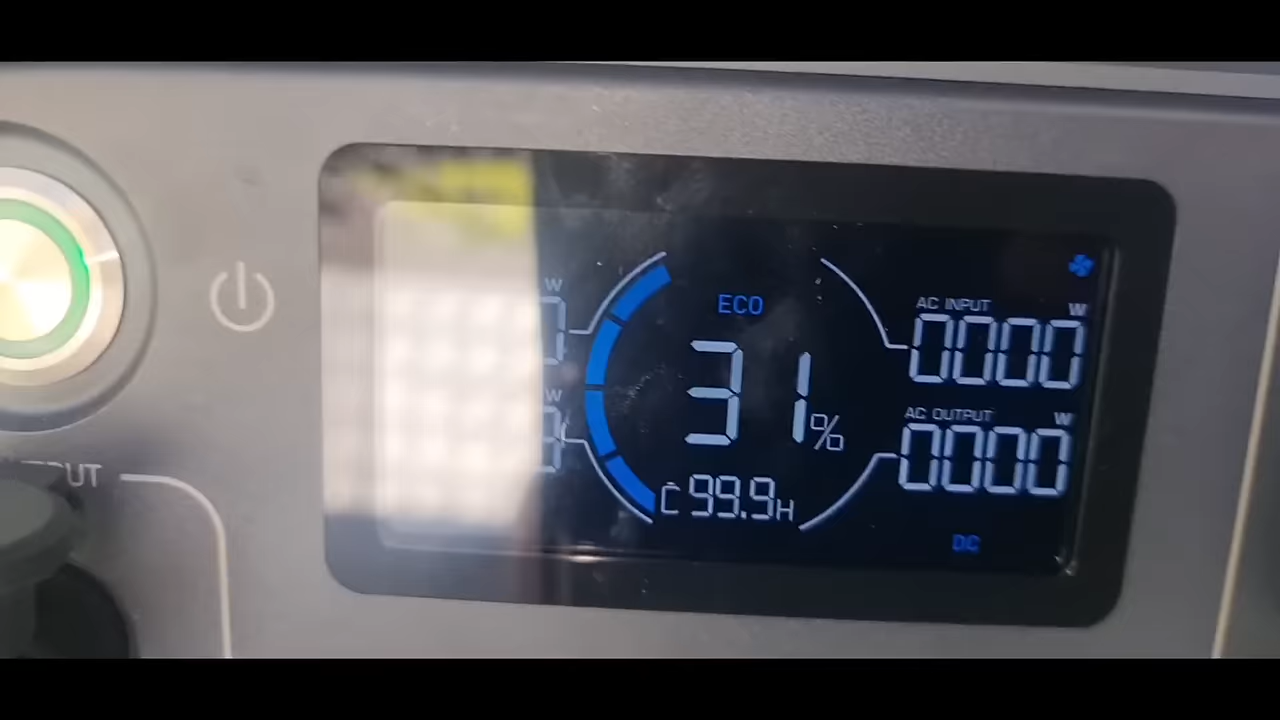 W
ECO
AC INPUT W
0000
31%
W
AC OUTPUT W
0000
99.9H
DC